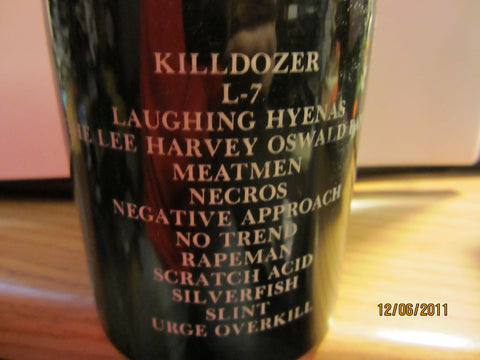 KILLDOZER
L-7
LAUGHING HYENAS
LEE HARVEY OSWALD
MEATMEN
NECROS
NEGATIVE APPROACH
NO TREND
RAPEMAN
SCRATCH ACID
SILVERFISH
SLINT
URGE OVERKILL
12/06/2011